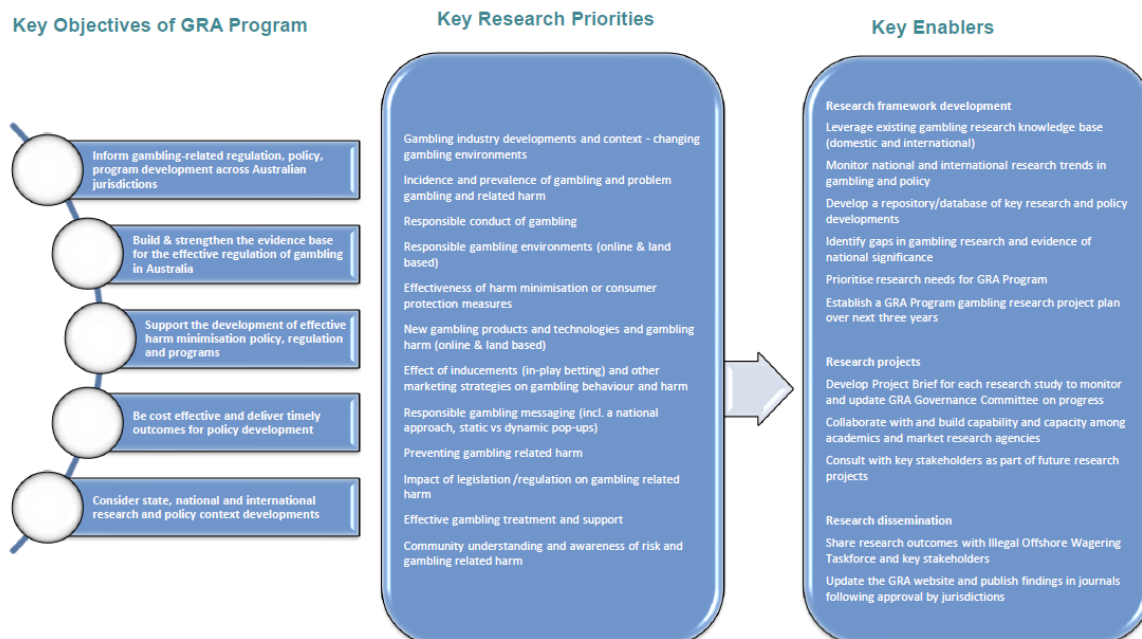 Key Objectives of GRA Program
Inform gambling-related regulation, policy,
program development across Australian
jurisdictions
Build & strengthen the evidence base
for the effective regulation of gambling
in Australia
Support the development of effective
harm minimisation policy, regulation
and programs
Be cost effective and deliver timely
outcomes for policy development
Consider state, national and international
research and policy context developments
Key Research Priorities
Gambling industry developments and context - changing
gambling environments
Incidence and prevalence of gambling and problem
gambling and related harm
Responsible conduct of gambling
Responsible gambling environments (online & land
based)
Effectiveness of harm minimisation or consumer
protection measures
New gambling products and technologies and gambling
harm (online & land based)
Effect of inducements (in-play betting) and other
marketing strategies on gambling behaviour and harm
Responsible gambling messaging (incl. a national
approach, static vs dynamic pop-ups)
Preventing gambling related harm
Impact of legislation /regulation on gambling related
harm
Effective gambling treatment and support
Community understanding and awareness of risk and
gambling related harm
Key Enablers
Research framework development
Leverage existing gambling research knowledge base
(domestic and international)
Monitor national and international research trends in
gambling and policy
Develop a repository/database of key research and policy
developments
Identify gaps in gambling research and evidence of
national significance
Prioritise research needs for GRA Program
Establish a GRA Program gambling research project plan
over next three years
Research projects
Develop Project Brief for each research study to monitor
and update GRA Governance Committee on progress
Collaborate with and build capability and capacity among
academics and market research agencies
Consult with key stakeholders as part of future research
projects
Research dissemination
Share research outcomes with Illegal Offshore Wagering
Taskforce and key stakeholders
Update the GRA website and publish findings in journals
following approval by jurisdictions